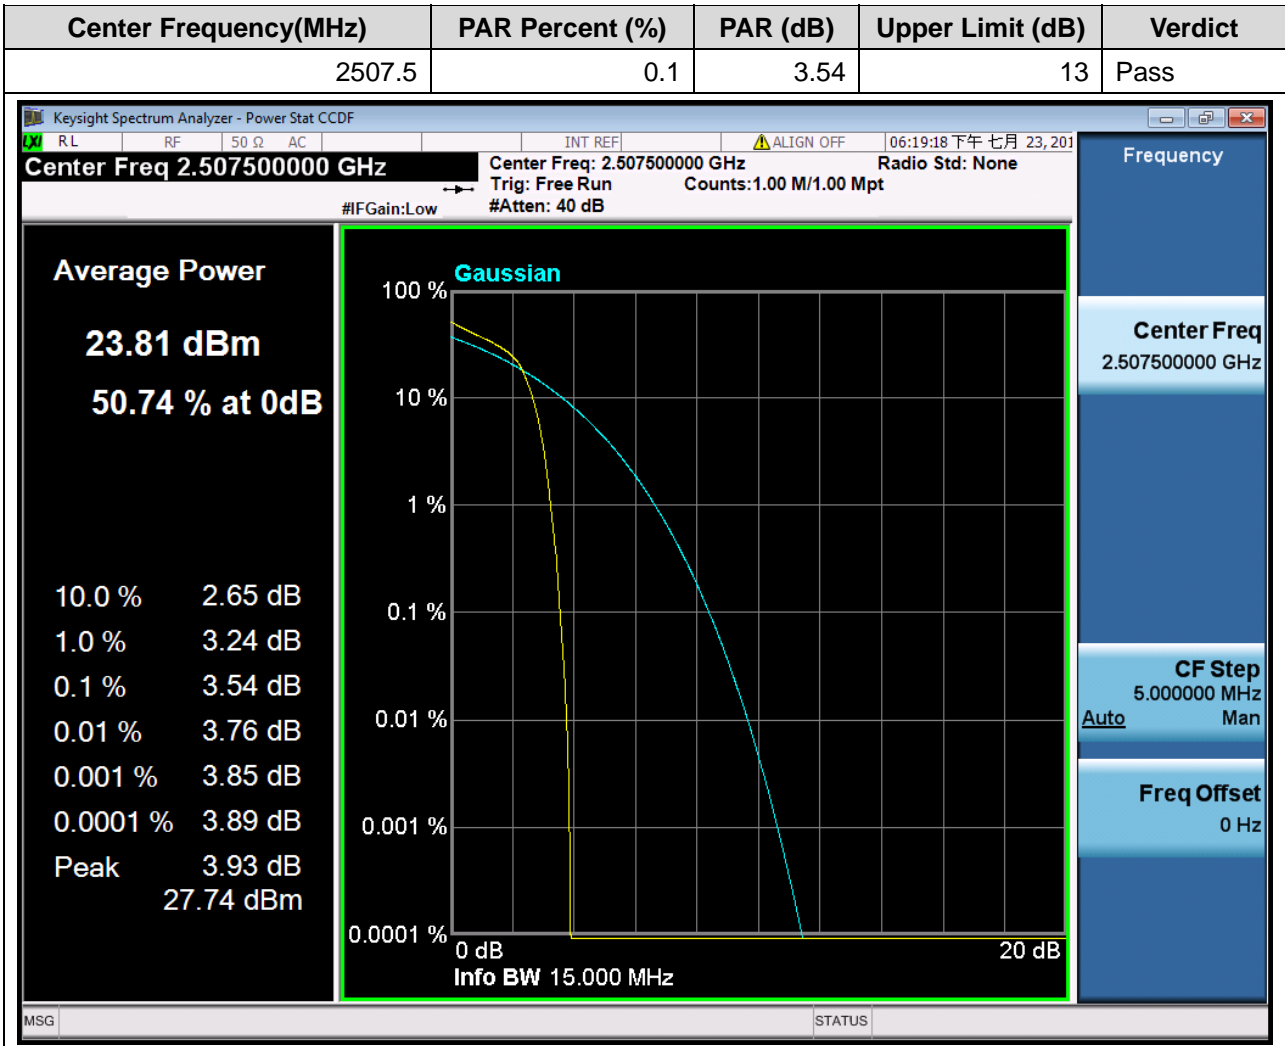 Center Frequency(MHz) PAR Percent (%) PAR (dB) Upper Limit (dB) Verdict
2507.5 0.1 3.54 13 Pass
Keysight Spectrum Analyzer - Power Stat CCDF
LXI RL RF 50 Ω AC INT REF ALIGN OFF 06:19:18 下午 七月 23, 201
Center Freq 2.507500000 GHz
Center Freq: 2.507500000 GHz Radio Std: None
Trig: Free Run Counts:1.00 M/1.00 Mpt
#IFGain:Low #Atten: 40 dB
Frequency
Average Power
23.81 dBm
50.74 % at 0dB
10.0 % 2.65 dB
1.0 % 3.24 dB
0.1 % 3.54 dB
0.01 % 3.76 dB
0.001 % 3.85 dB
0.0001 % 3.89 dB
Peak 3.93 dB
27.74 dBm
Gaussian
100 %
10 %
1 %
0.1 %
0.01 %
0.001 %
0.0001 %
0 dB 20 dB
Info BW 15.000 MHz
Center Freq
2.507500000 GHz
CF Step
5.000000 MHz
Auto Man
Freq Offset
0 Hz
MSG STATUS